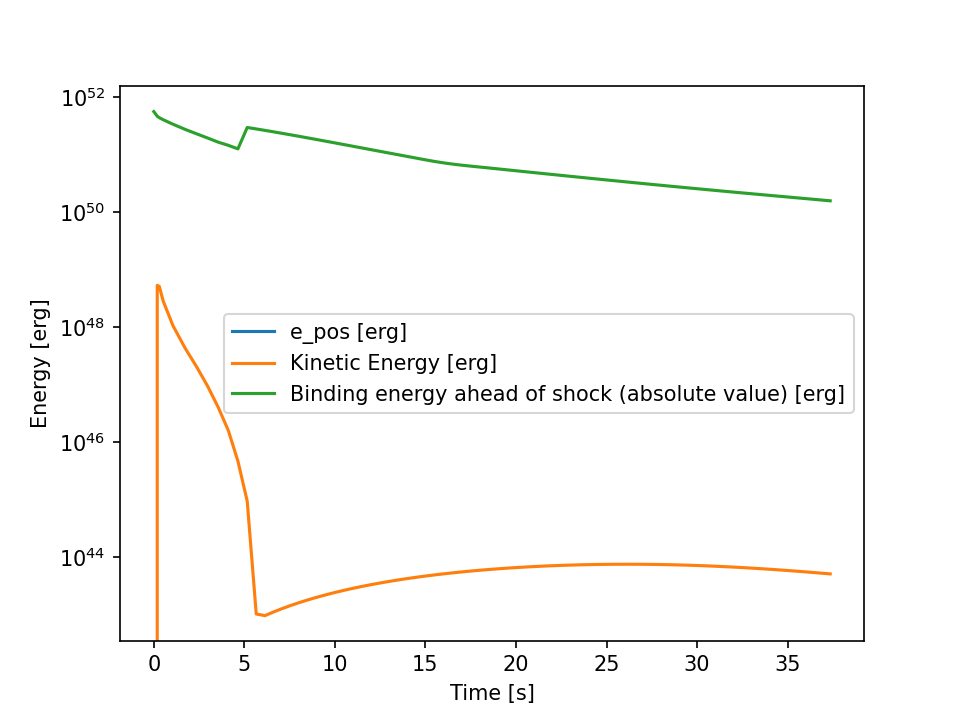 10^52
10^50
10^48
10^46
10^44
Energy [erg]
e_pos [erg]
Kinetic Energy [erg]
Binding energy ahead of shock (absolute value) [erg]
0 5 10 15 20 25 30 35
Time [s]